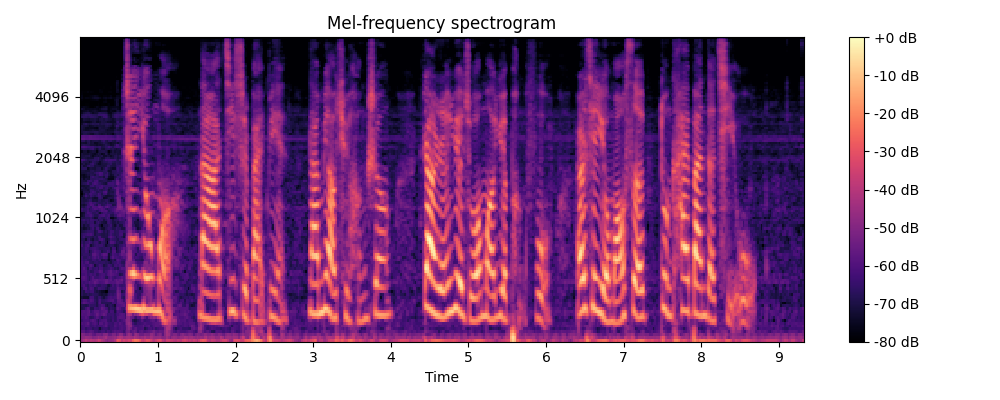 Mel-frequency spectrogram
Hz
4096
2048
1024
512
0
0 1 2 3 4 5 6 7 8 9
Time
+0 dB
-10 dB
-20 dB
-30 dB
-40 dB
-50 dB
-60 dB
-70 dB
-80 dB